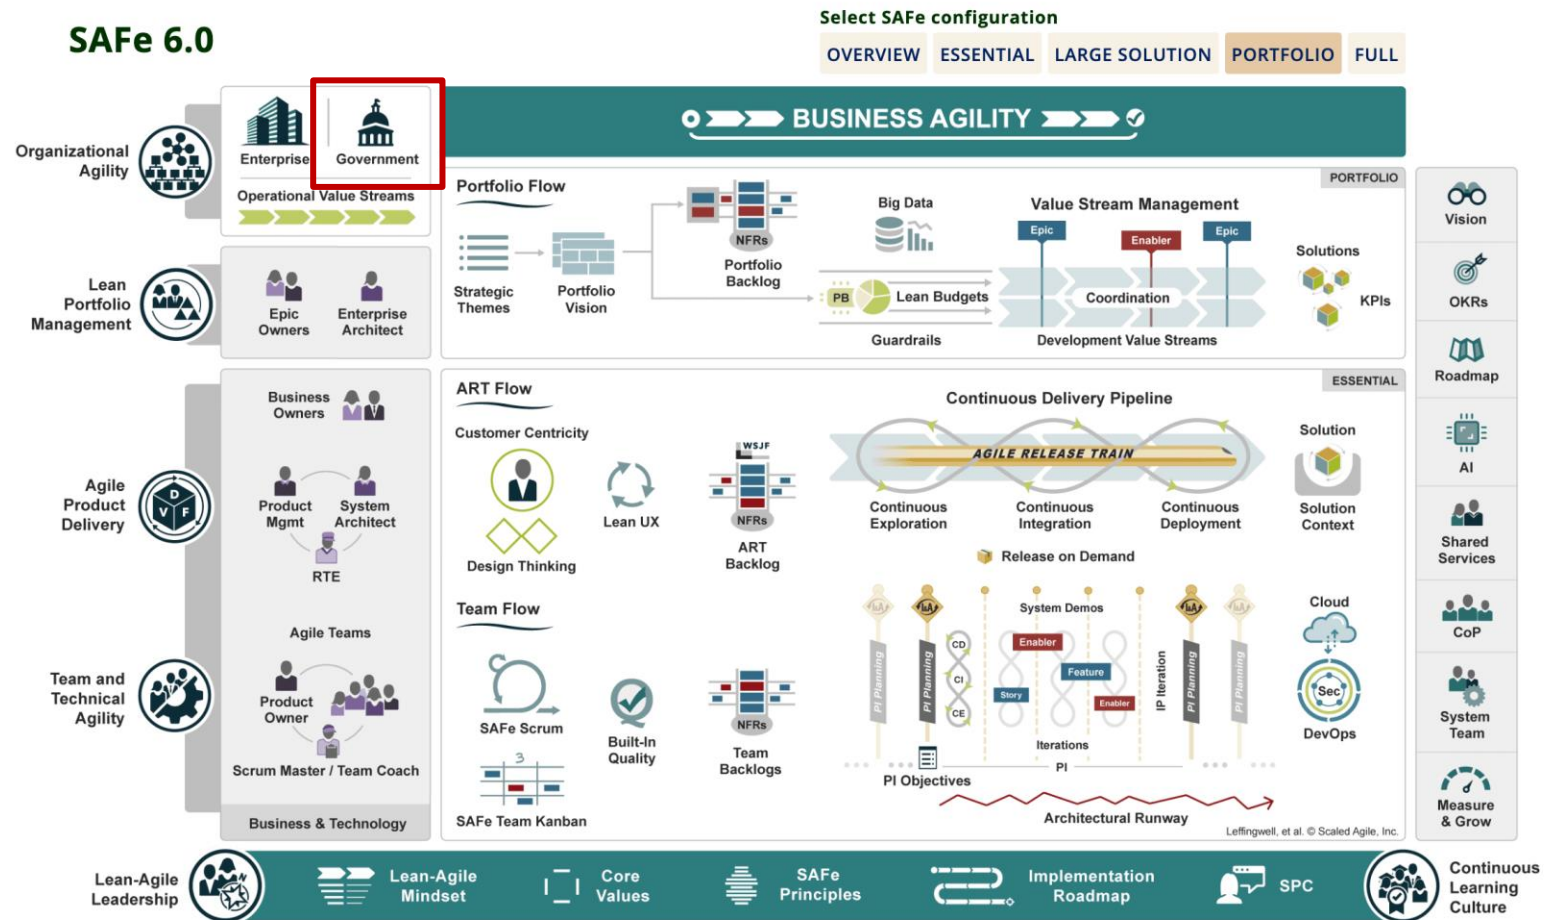 SAFe 6.0
Select SAFe configuration
OVERVIEW
ESSENTIAL
LARGE SOLUTION
PORTFOLIO
FULL
Organizational
Agility
Enterprise
Government
Operational Value Streams
BUSINESS AGILITY
Lean
Portfolio
Management
Epic
Owners
Enterprise
Architect
PORTFOLIO
Portfolio Flow
Strategic
Themes
Portfolio
Vision
NFRs
Portfolio
Backlog
Big Data
PB
Lean Budgets
Guardrails
Value Stream Management
Epic
Enabler
Epic
Coordination
Development Value Streams
Solutions
KPIs
Agile
Product
Delivery
D
V
F
Business
Owners
Product
Mgmt
System
Architect
RTE
Team and
Technical
Agility
Agile Teams
Product
Owner
Scrum Master / Team Coach
Business & Technology
ESSENTIAL
ART Flow
Customer Centricity
Design Thinking
Lean UX
WSJF
NFRs
ART
Backlog
Continuous Delivery Pipeline
AGILE RELEASE TRAIN
Continuous
Exploration
Continuous
Integration
Continuous
Deployment
Release on Demand
Solution
Solution
Context
Team Flow
SAFe Scrum
3
SAFe Team Kanban
Built-In
Quality
NFRs
Team
Backlogs
I&A
I&A
I&A
I&A
PI Planning
PI Planning
CD
CI
CE
System Demos
Enabler
Story
Feature
Enabler
Iterations
IP Iteration
PI Planning
PI Planning
PI Objectives
PI
Architectural Runway
Cloud
Sec
DevOps
Leffingwell, et al. © Scaled Agile, Inc.
Vision
OKRs
Roadmap
AI
Shared
Services
CoP
System
Team
Measure
& Grow
Lean-Agile
Leadership
N
Lean-Agile
Mindset
Core
Values
SAFe
Principles
Implementation
Roadmap
SPC
Continuous
Learning
Culture